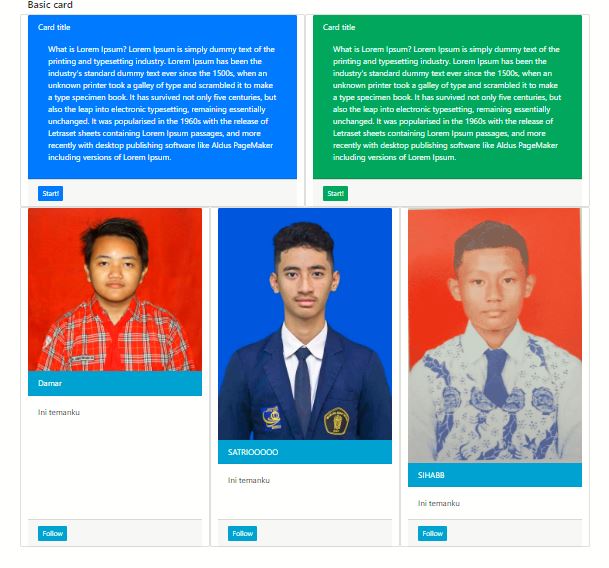 Basic card
Card title
What is Lorem Ipsum? Lorem Ipsum is simply dummy text of the
printing and typesetting industry. Lorem Ipsum has been the
industry's standard dummy text ever since the 1500s, when an
unknown printer took a galley of type and scrambled it to make
a type specimen book. It has survived not only five centuries, but
also the leap into electronic typesetting, remaining essentially
unchanged. It was popularised in the 1960s with the release of
Letraset sheets containing Lorem Ipsum passages, and more
recently with desktop publishing software like Aldus PageMaker
including versions of Lorem Ipsum.
Start!
Card title
What is Lorem Ipsum? Lorem Ipsum is simply dummy text of the
printing and typesetting industry. Lorem Ipsum has been the
industry's standard dummy text ever since the 1500s, when an
unknown printer took a galley of type and scrambled it to make
a type specimen book. It has survived not only five centuries, but
also the leap into electronic typesetting, remaining essentially
unchanged. It was popularised in the 1960s with the release of
Letraset sheets containing Lorem Ipsum passages, and more
recently with desktop publishing software like Aldus PageMaker
including versions of Lorem Ipsum.
Start!
Damar
Ini temanku
Follow
SATRIOOOOO
Ini temanku
Follow
SIHABB
Ini temanku
Follow